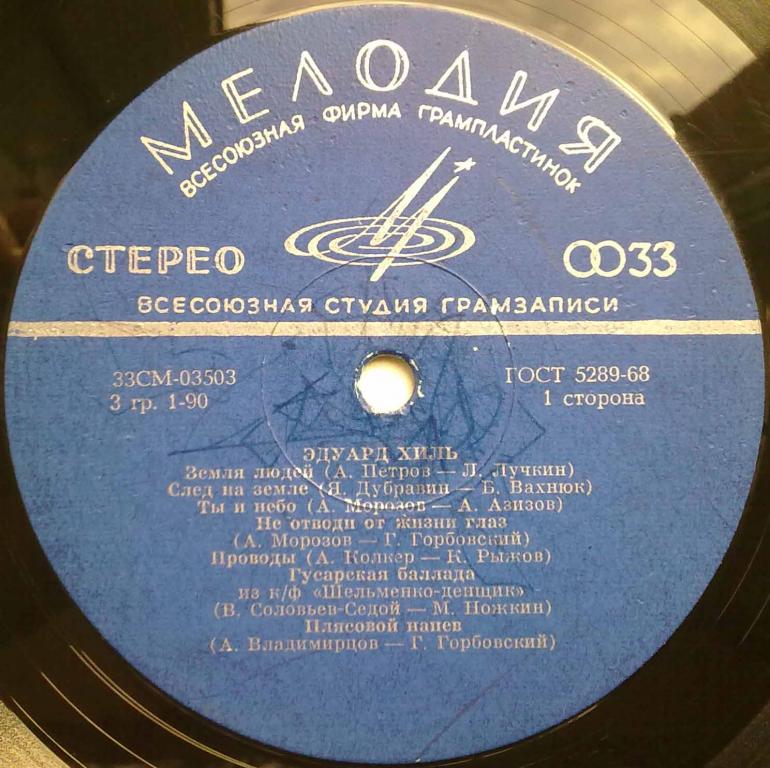 МЕЛОДИЯ
ВСЕСОЮЗНАЯ ФИРМА ГРАМПЛАСТИНОК
СТЕРЕО
33
ВСЕСОЮЗНАЯ СТУДИЯ ГРАМЗАПИСИ
33СМ-03503
ГОСТ 5289-68
3 гр. 1-90
1 сторона
ЭДУАРД ХИЛЬ
Земля людей (А. Петров — Л. Лучкин)
След на земле (Я. Дубравин — Б. Вахнюк)
Ты и небо (А. Морозов — А. Азизов)
Не отводи от жизни глаз
(А. Морозов — Г. Горбовский)
Проводы (А. Колкер — К. Рыжов)
Гусарская баллада
из к/ф «Шельменко-денщик»
(В. Соловьев-Седой — М. Ножкин)
Плясовой напев
(А. Владимирцов — Г. Горбовский)